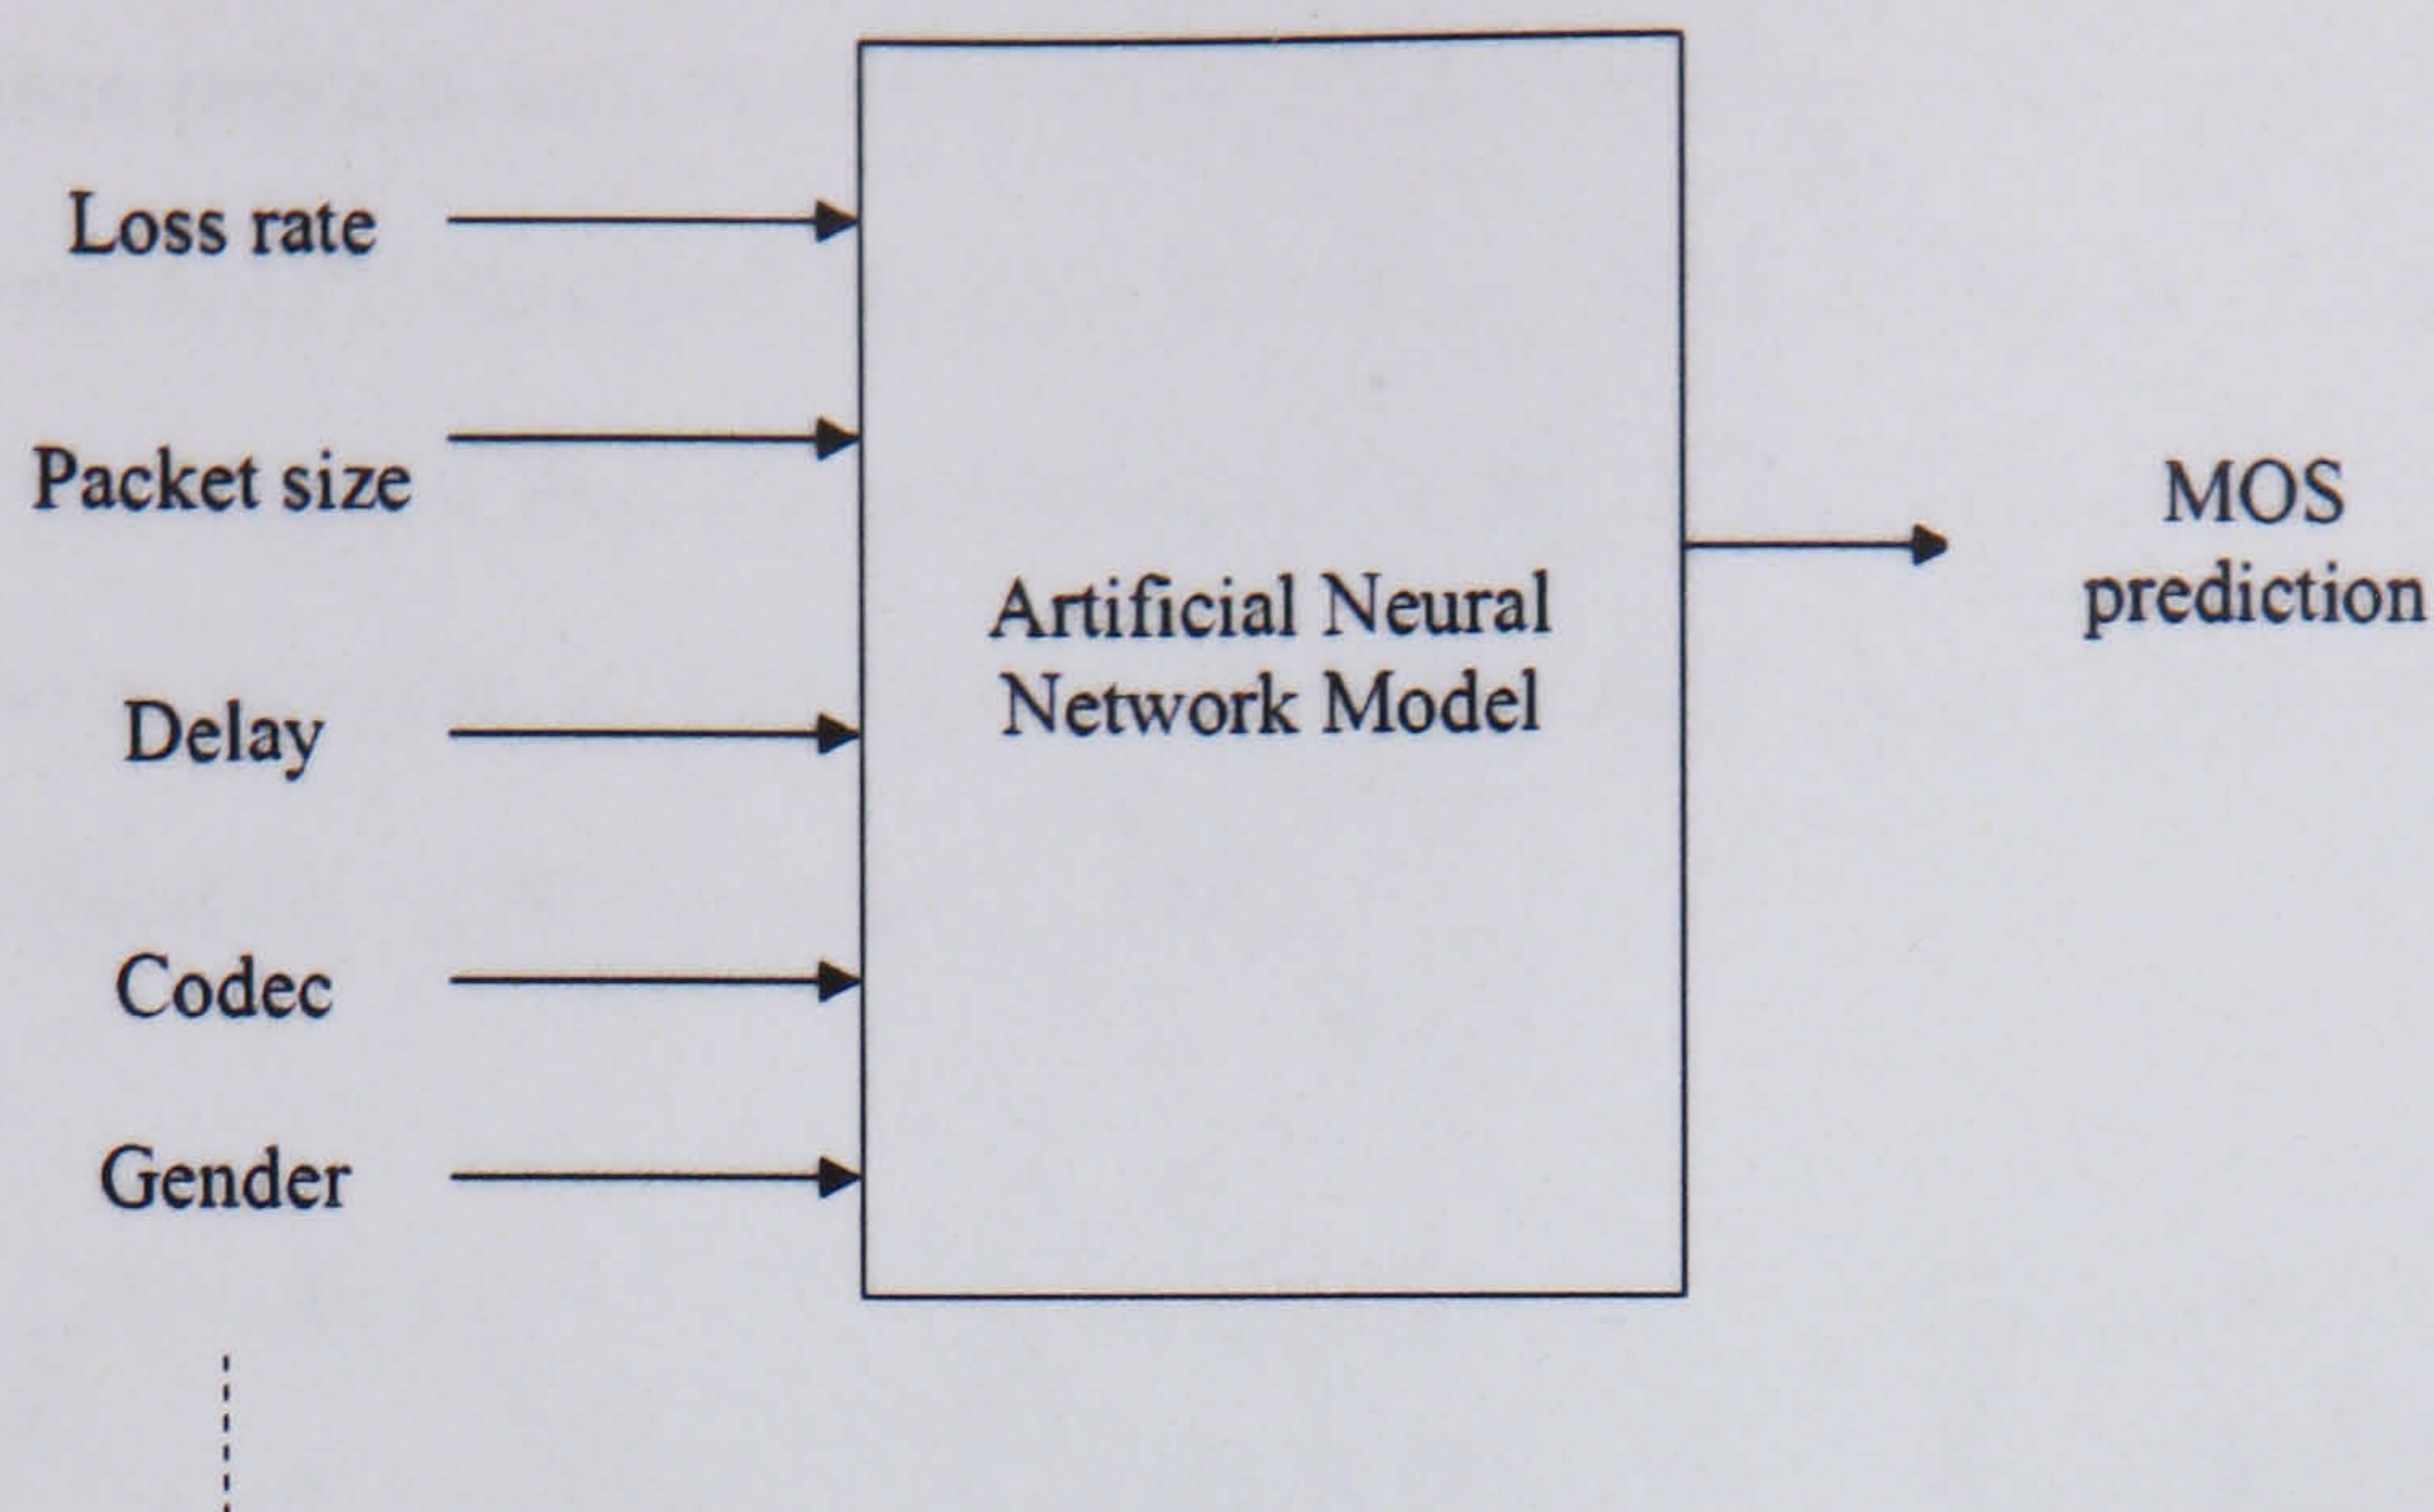 Loss rate
Packet size
Delay
Codec
Gender
Artificial Neural
Network Model
MOS
prediction